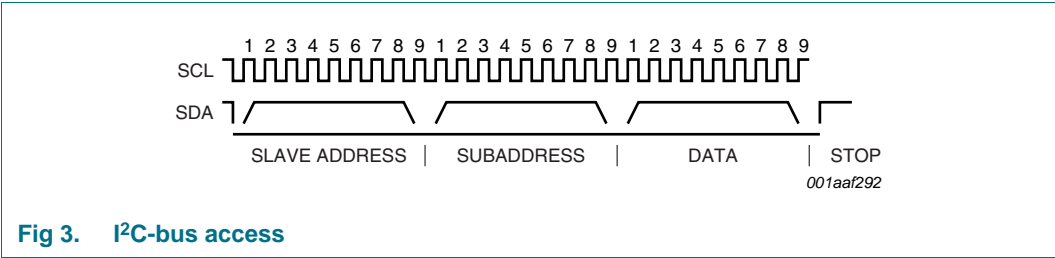 1 2 3 4 5 6 7 8 9 1 2 3 4 5 6 7 8 9 1 2 3 4 5 6 7 8 9
SCL
SDA
SLAVE ADDRESS SUBADDRESS DATA STOP
001aaf292
Fig 3. I²C-bus access